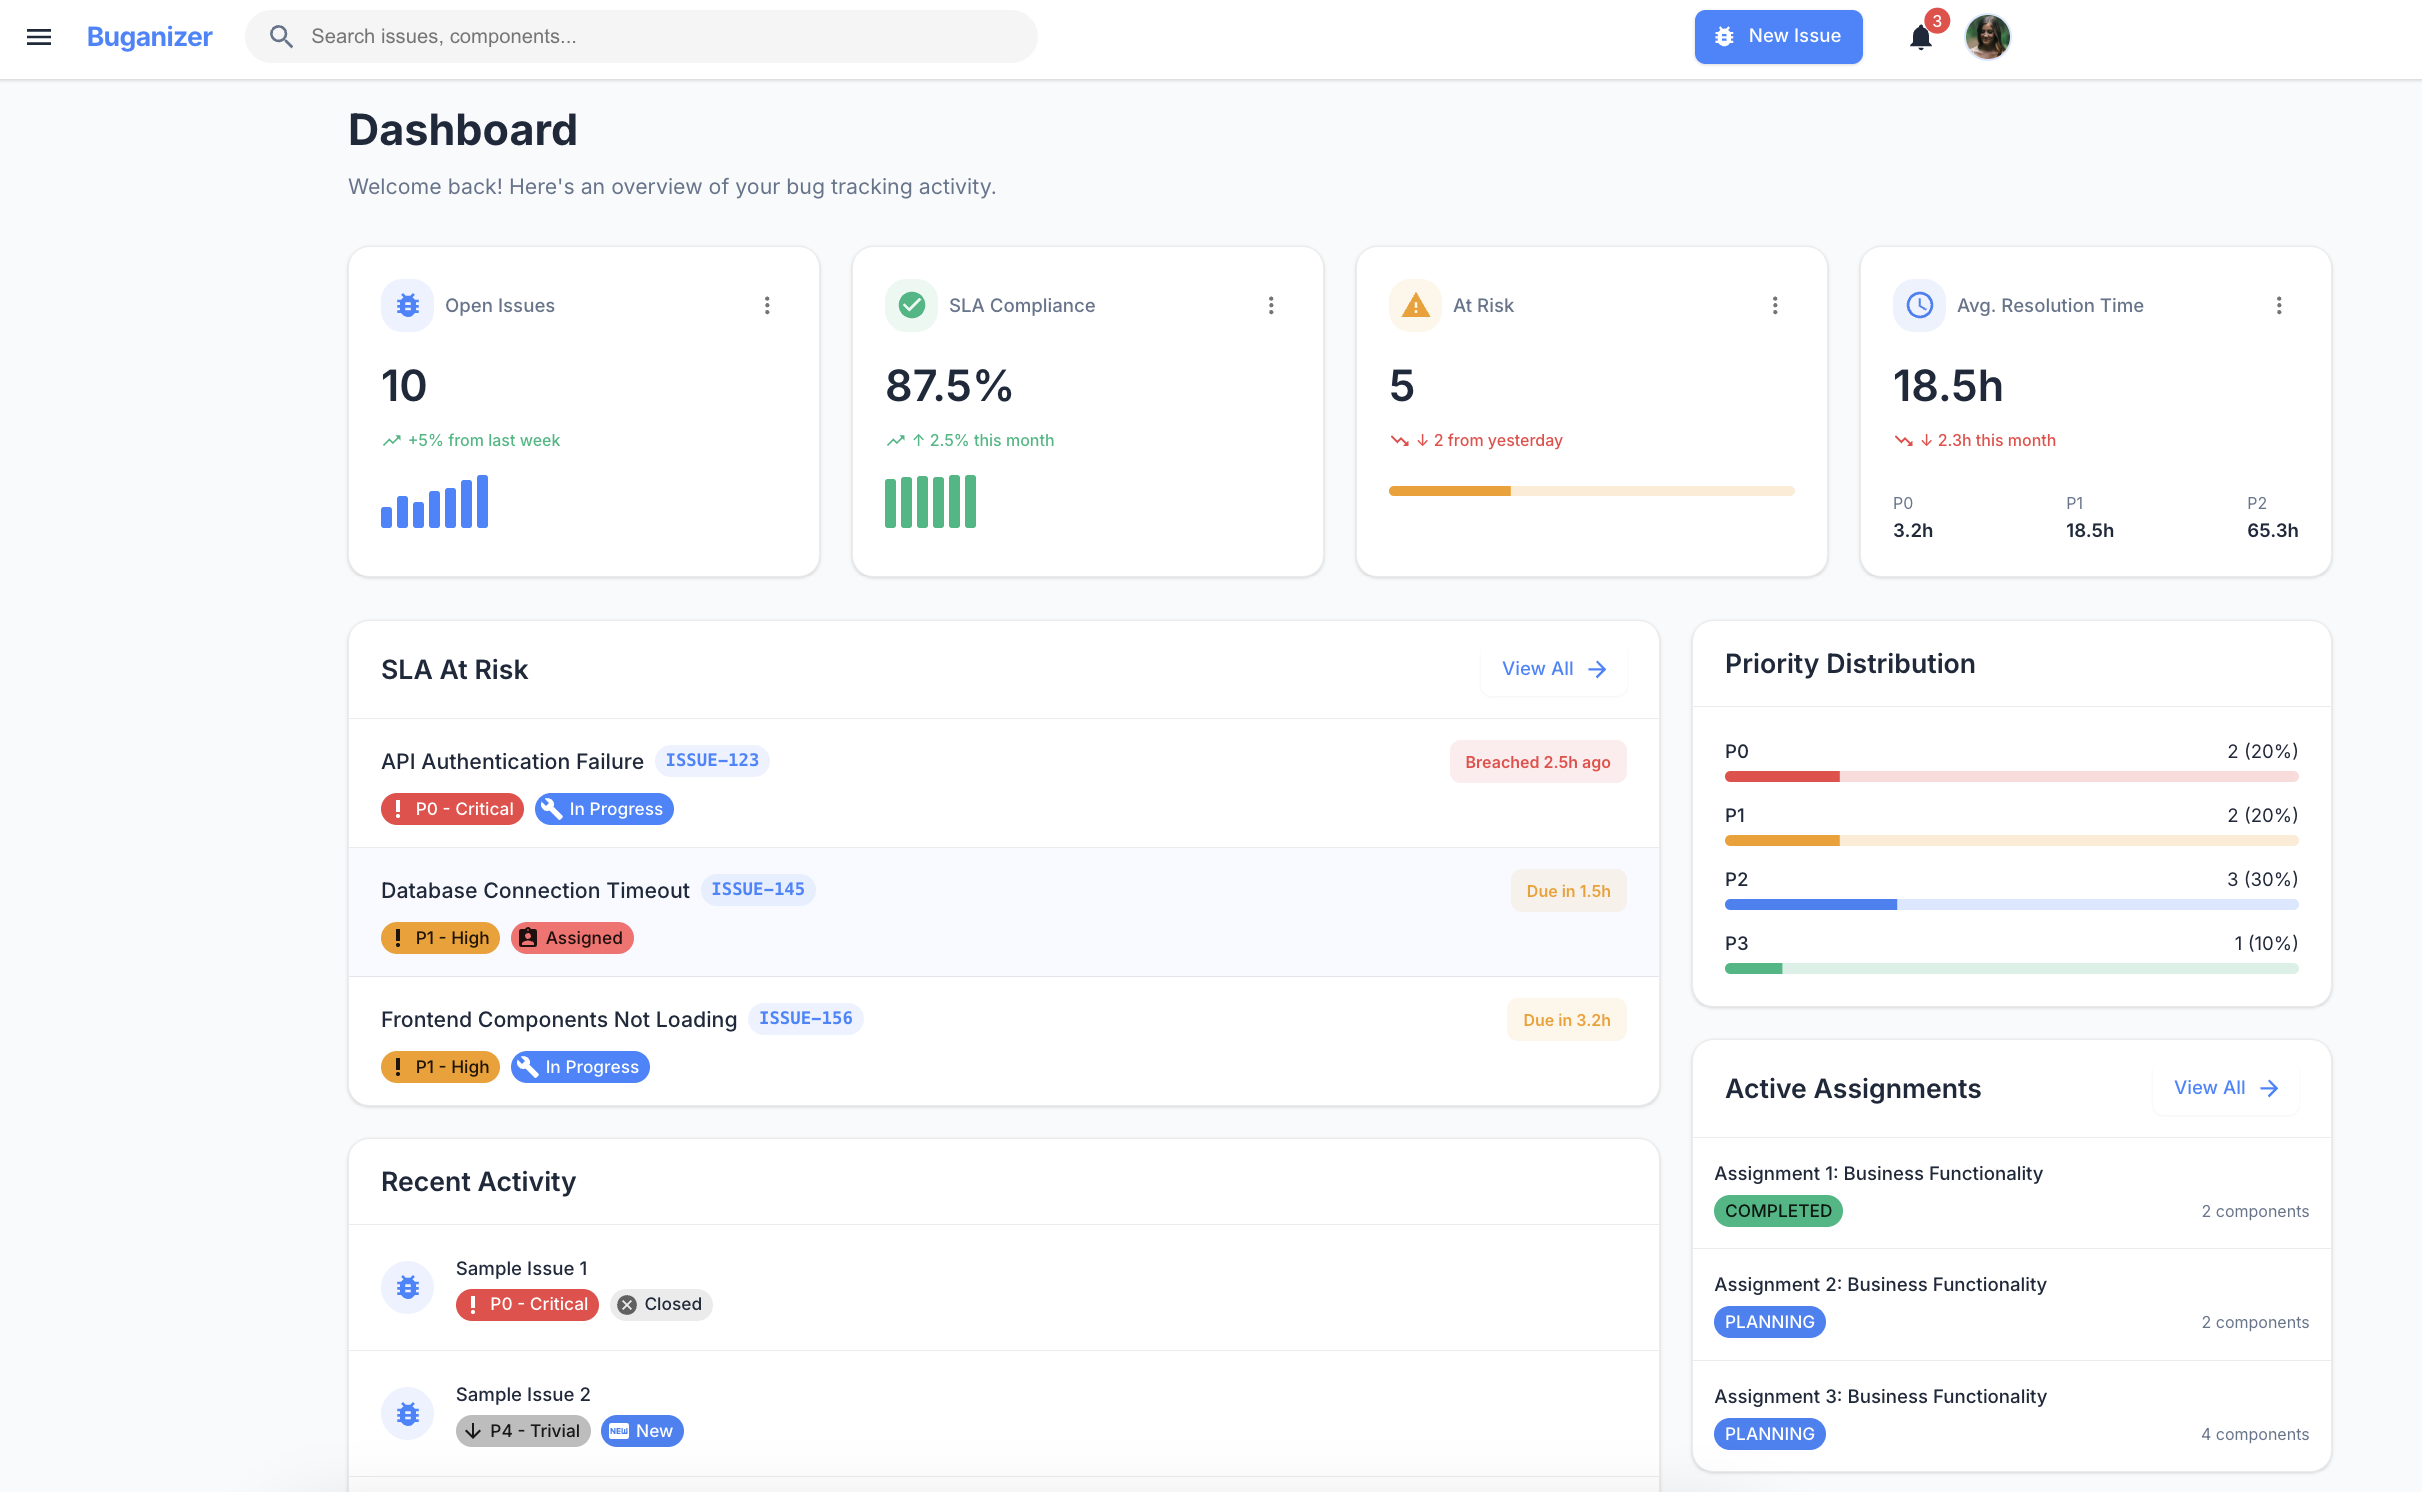 Buganizer
Search issues, components...
New Issue
3
Dashboard
Welcome back! Here's an overview of your bug tracking activity.
Open Issues
10
+5% from last week
SLA Compliance
87.5%
↑ 2.5% this month
At Risk
5
↓ 2 from yesterday
Avg. Resolution Time
18.5h
↓ 2.3h this month
P0 P1 P2
3.2h 18.5h 65.3h
SLA At Risk
View All →
API Authentication Failure ISSUE-123
Breached 2.5h ago
P0 - Critical In Progress
Database Connection Timeout ISSUE-145
Due in 1.5h
P1 - High Assigned
Frontend Components Not Loading ISSUE-156
Due in 3.2h
P1 - High In Progress
Recent Activity
Sample Issue 1
P0 - Critical Closed
Sample Issue 2
P4 - Trivial NEW New
Priority Distribution
P0 2 (20%)
P1 2 (20%)
P2 3 (30%)
P3 1 (10%)
Active Assignments
View All →
Assignment 1: Business Functionality
COMPLETED 2 components
Assignment 2: Business Functionality
PLANNING 2 components
Assignment 3: Business Functionality
PLANNING 4 components